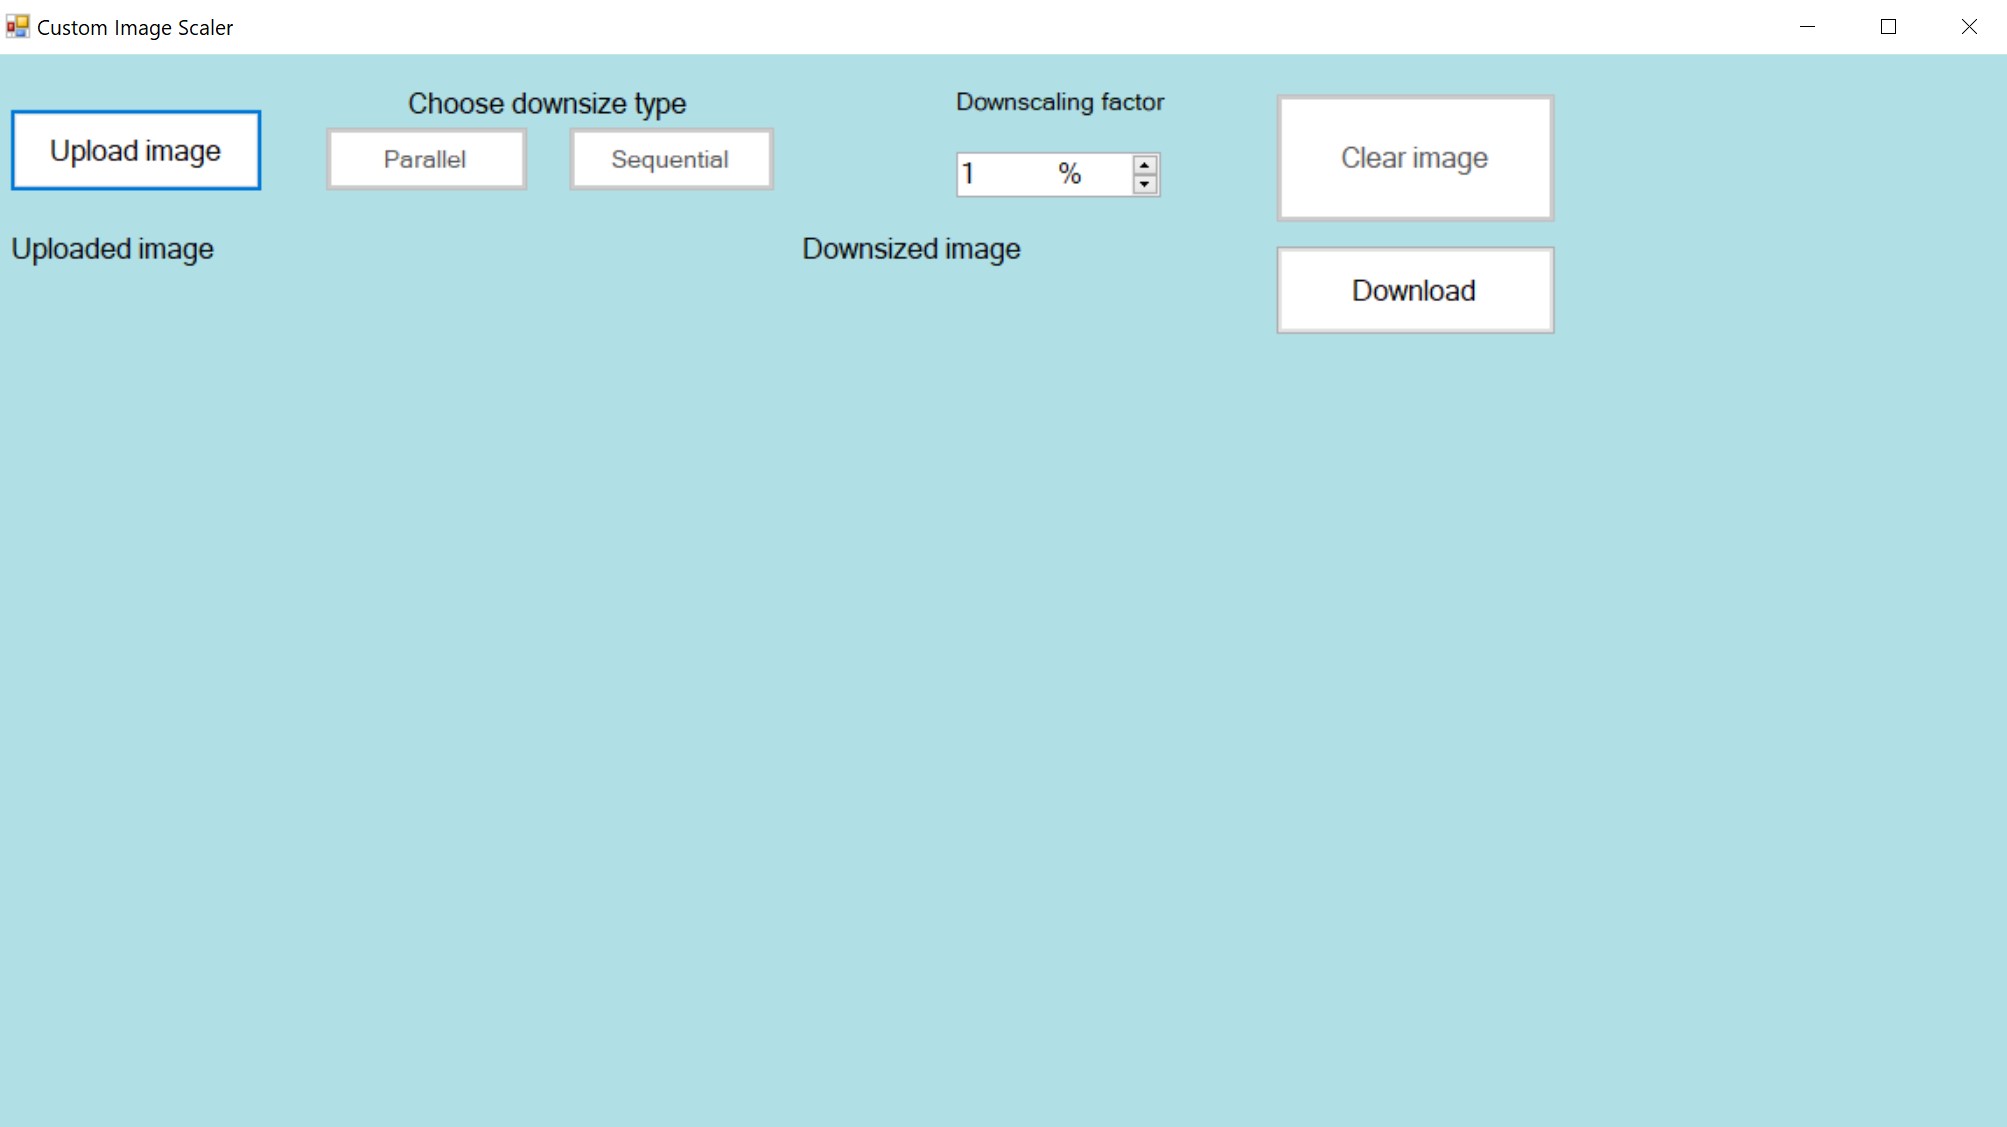 Custom Image Scaler
Upload image
Choose downsize type
Parallel
Sequential
Downscaling factor
1 %
Clear image
Uploaded image
Downsized image
Download